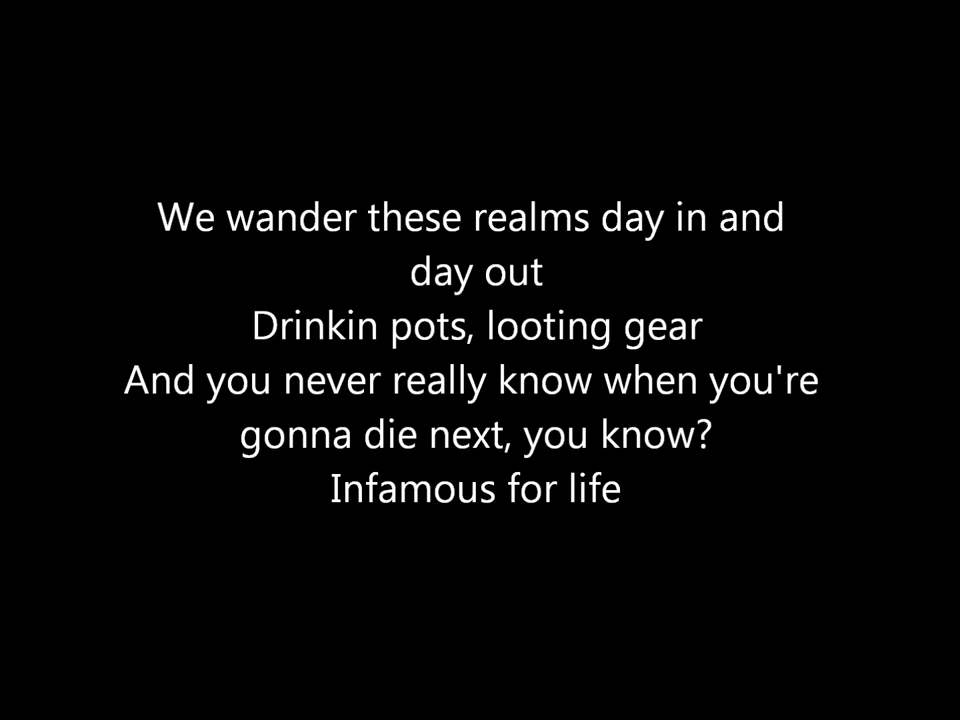 We wander these realms day in and
day out
Drinkin pots, looting gear
And you never really know when you're
gonna die next, you know?
Infamous for life